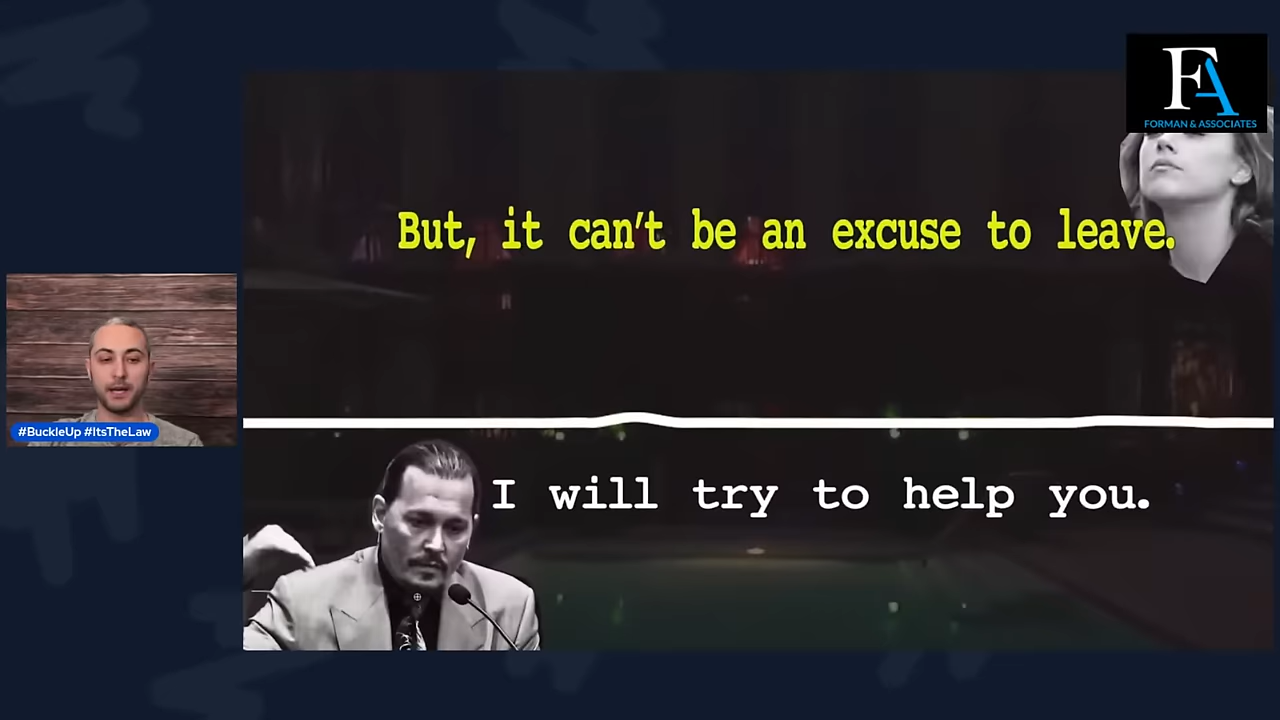 FA
FORMAN & ASSOCIATES
But, it can't be an excuse to leave.
#BuckleUp #ItsTheLaw
I will try to help you.